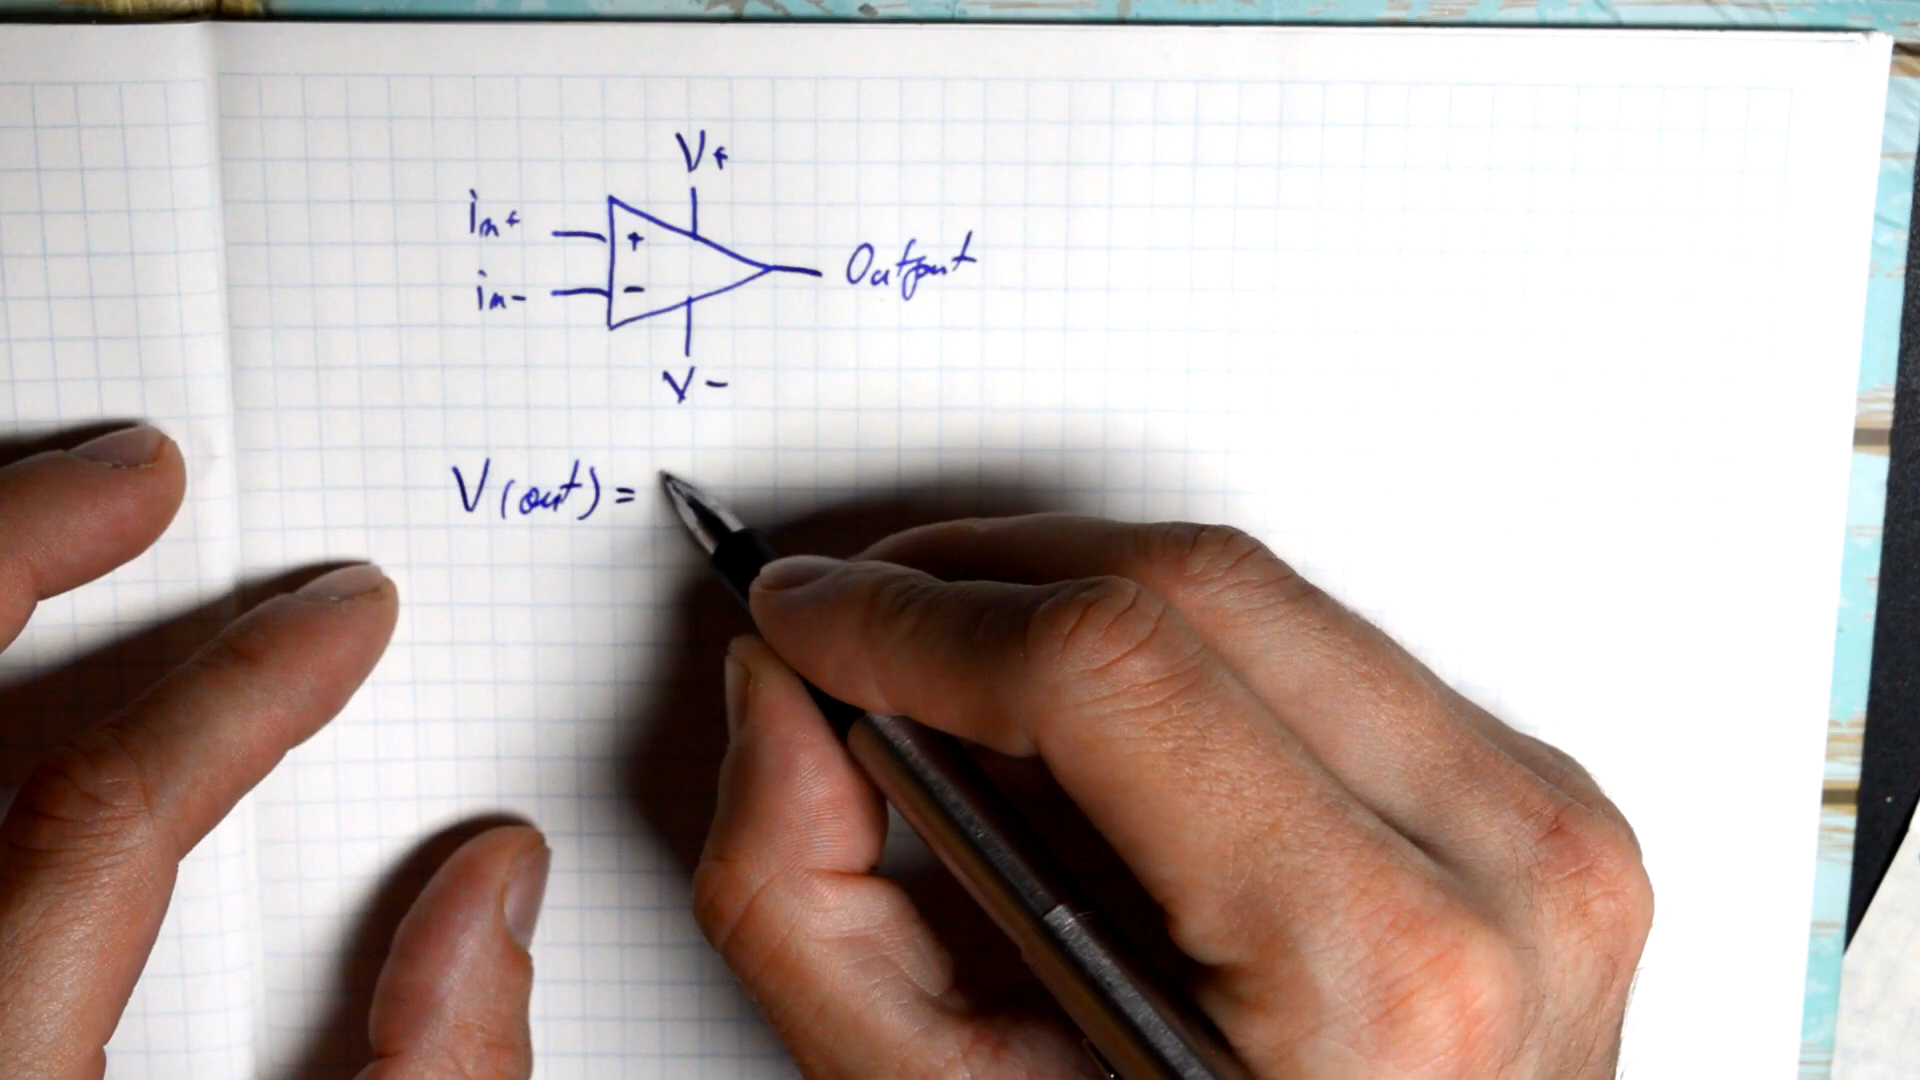 V+
in+
+
Output
in-
-
V-
V(out) =